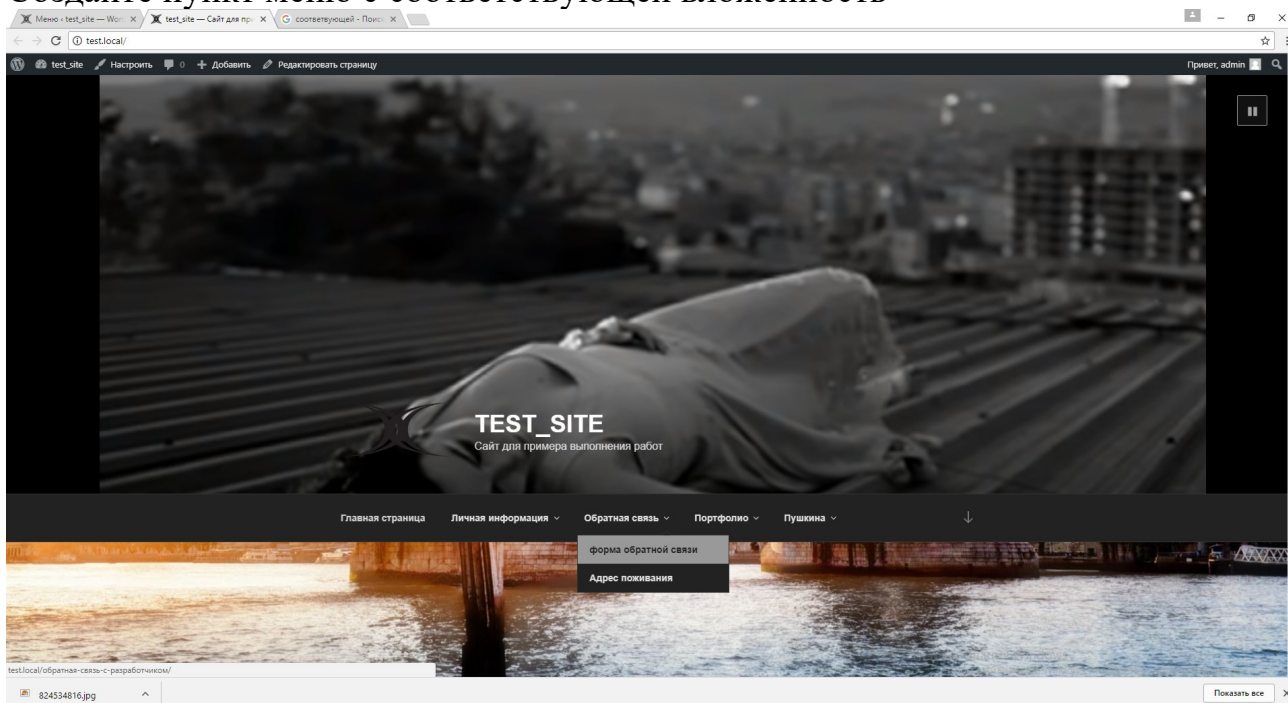 Создайте пункт меню с соответствующей вложенность
Меню ‹ test_site — Wor
test_site — Сайт для пр
соответвующей - Поис
test.local/
test_site Настроить 0 Добавить Редактировать страницу Привет, admin
TEST_SITE
Сайт для примера выполнения работ
Главная страница Личная информация Обратная связь Портфолио Пушкина
форма обратной связи
Адрес поживания
test.local/обратная-связь-с-разработчиком/
824534816.jpg Показать все